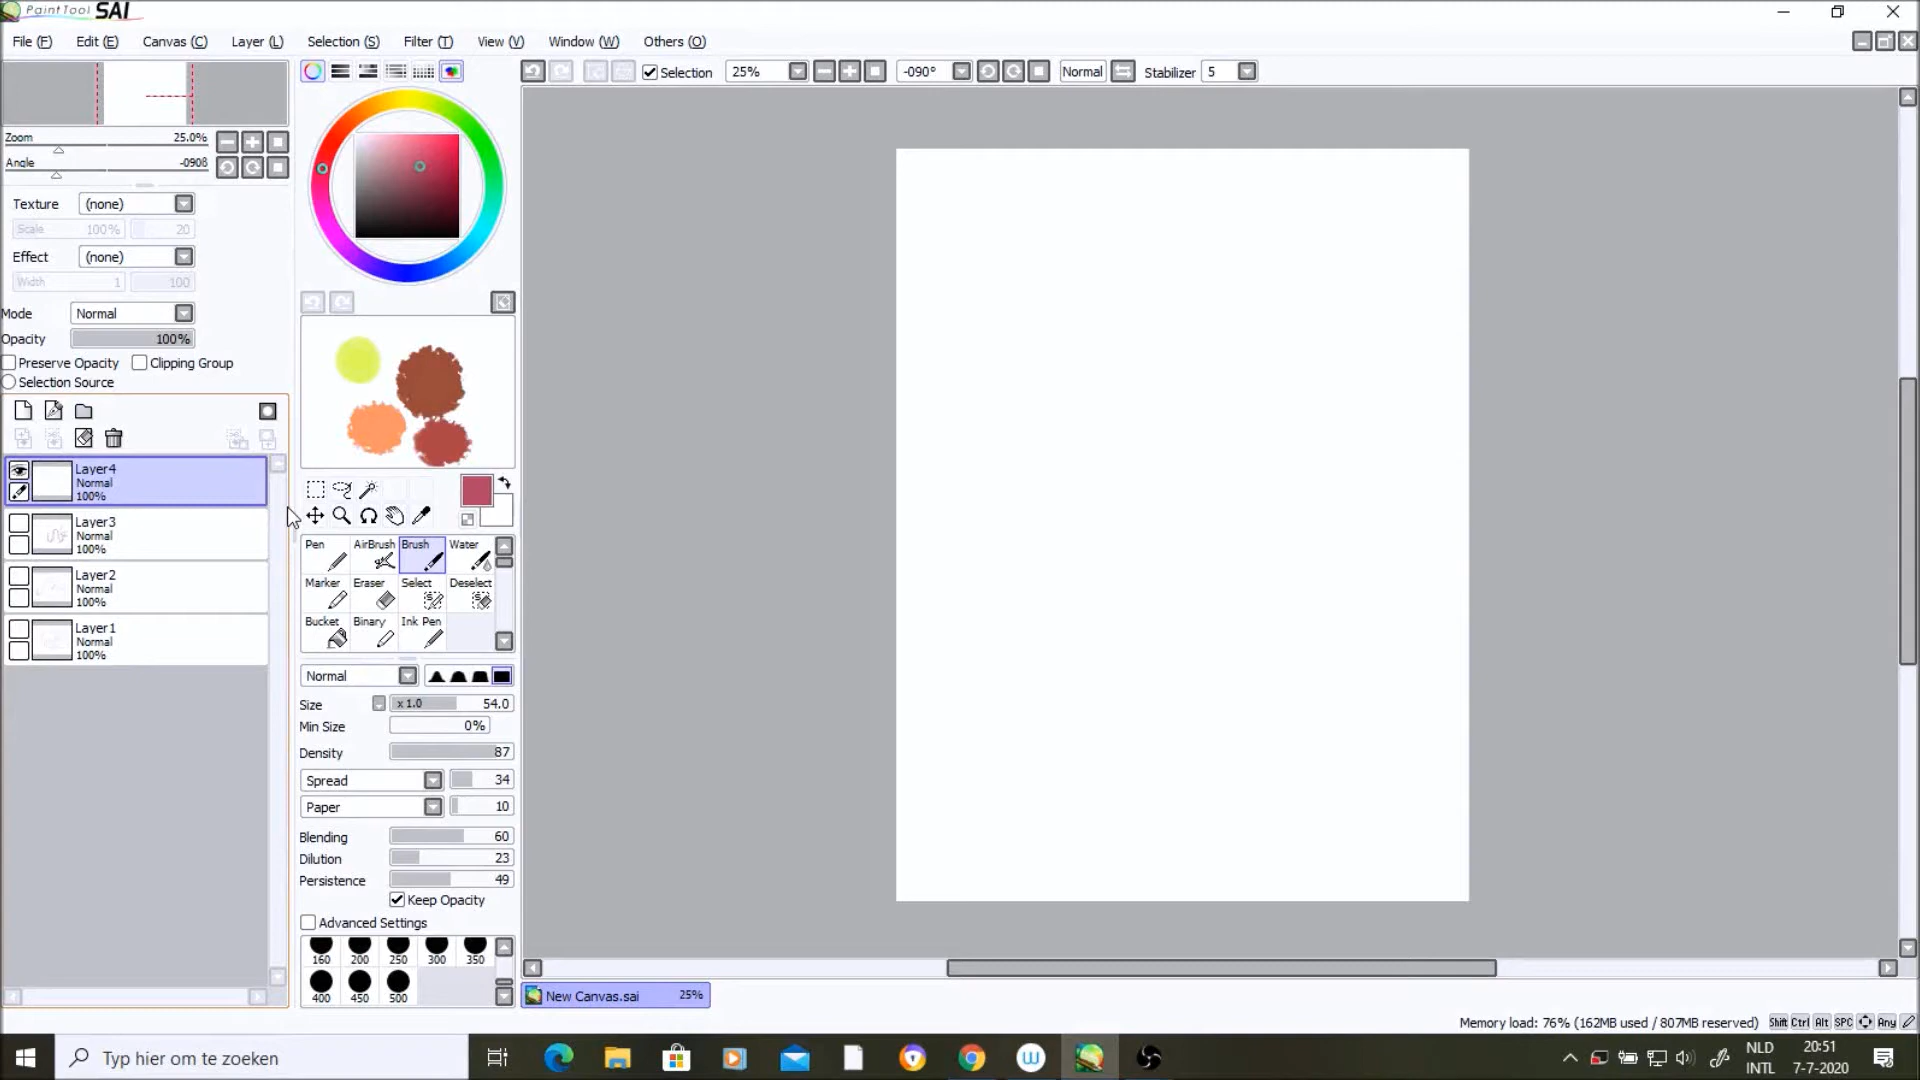 PaintTool SAI
File (F) Edit (E) Canvas (C) Layer (L) Selection (S) Filter (T) View (V) Window (W) Others (O)
Selection 25% -090° Normal Stabilizer 5
Zoom 25.0%
Angle -0908
Texture (none)
Scale 100% 20
Effect (none)
Width 1 100
Mode Normal
Opacity 100%
Preserve Opacity Clipping Group
Selection Source
Layer4
Normal
100%
Layer3
Normal
100%
Layer2
Normal
100%
Layer1
Normal
100%
Pen AirBrush Brush Water
Marker Eraser Select Deselect
Bucket Binary Ink Pen
Normal
Size x 1.0 54.0
Min Size 0%
Density 87
Spread 34
Paper 10
Blending 60
Dilution 23
Persistence 49
Keep Opacity
Advanced Settings
160 200 250 300 350
400 450 500
New Canvas.sai 25%
Memory load: 76% (162MB used / 807MB reserved) Shift Ctrl Alt SPC Any
Typ hier om te zoeken
NLD
INTL
20:51
7-7-2020